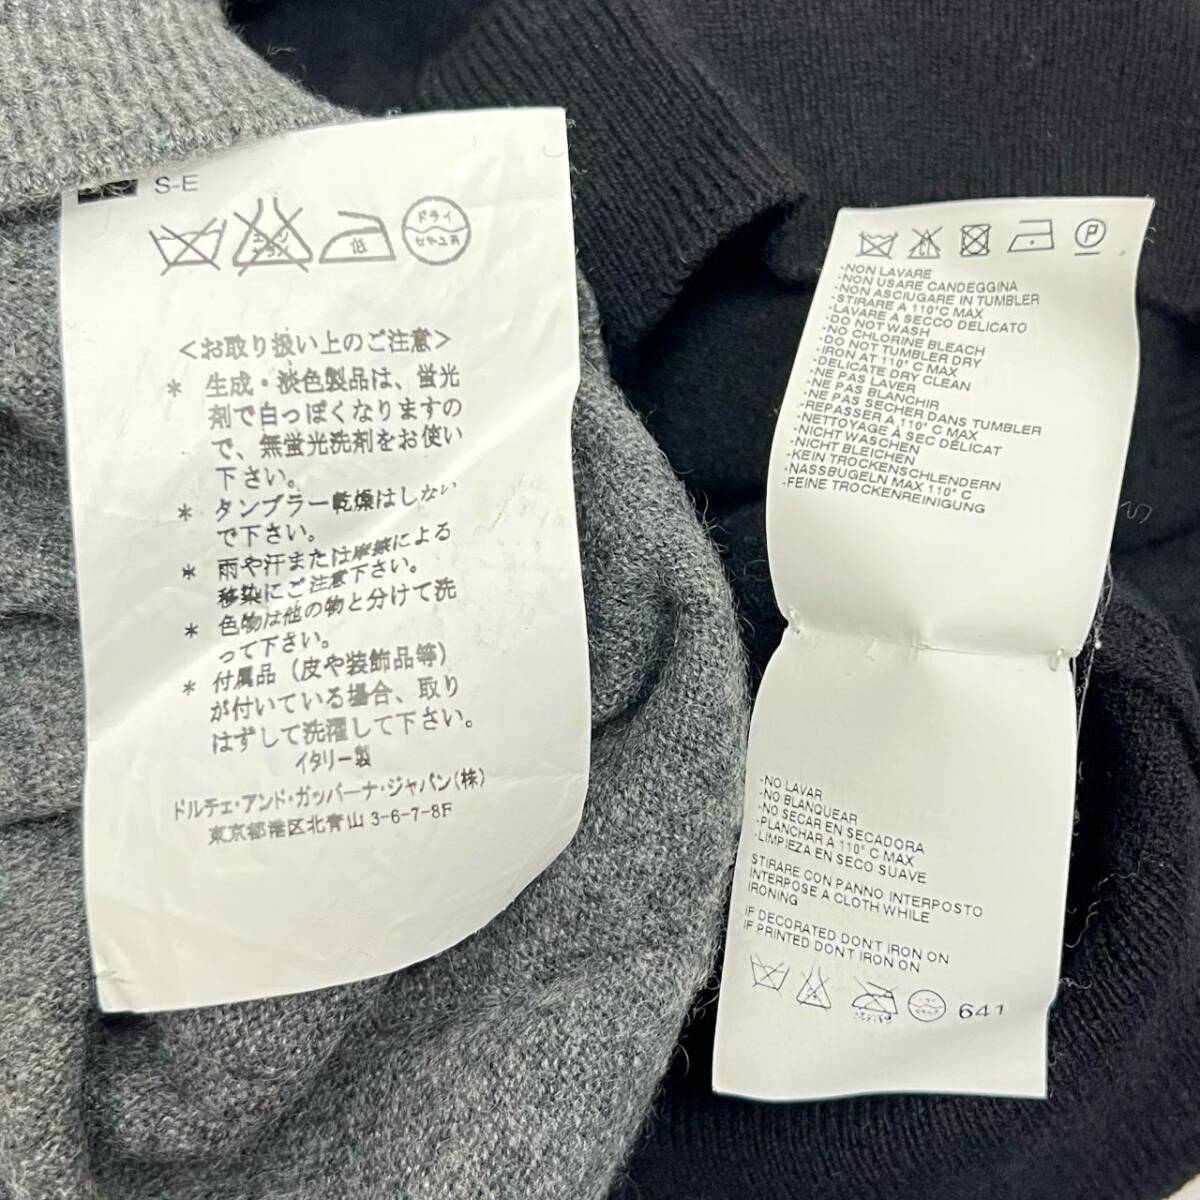 S-E
ドライ
エンソ
サラシ
低
セキユ系
<お取り扱い上のご注意>
* 生成・淡色製品は、蛍光
剤で白っぽくなりますの
で、無蛍光洗剤をお使い
下さい。
* タンブラー乾燥はしない
で下さい。
* 雨や汗または摩擦による
移染にご注意下さい。
* 色物は他の物と分けて洗
って下さい。
* 付属品（皮や装飾品等）
が付いている場合、取り
はずして洗濯して下さい。
イタリー製
ドルチェ・アンド・ガッバーナ・ジャパン(株)
東京都港区北青山 3-6-7-8F
P
-NON LAVARE
-NON USARE CANDEGGINA
-NON ASCIUGARE IN TUMBLER
-STIRARE A 110°C MAX
-LAVARE A SECCO DELICATO
-DO NOT WASH
-NO CHLORINE BLEACH
-DO NOT TUMBLER DRY
-IRON AT 110° C MAX
-DELICATE DRY CLEAN
-NE PAS LAVER
-NE PAS BLANCHIR
-NE PAS SECHER DANS TUMBLER
-REPASSER A 110° C MAX
-NETTOYAGE À SEC DÉLICAT
-NICHT WASCHEN
-NICHT BLEICHEN
-KEIN TROCKENSCHLENDERN
-NASSBUGELN MAX 110° C
-FEINE TROCKENREINIGUNG
-NO LAVAR
-NO BLANQUEAR
-NO SECAR EN SECADORA
-PLANCHAR A 110° C MAX
-LIMPIEZA EN SECO SUAVE
STIRARE CON PANNO INTERPOSTO
INTERPOSE A CLOTH WHILE
IRONING
IF DECORATED DONT IRON ON
IF PRINTED DONT IRON ON
641